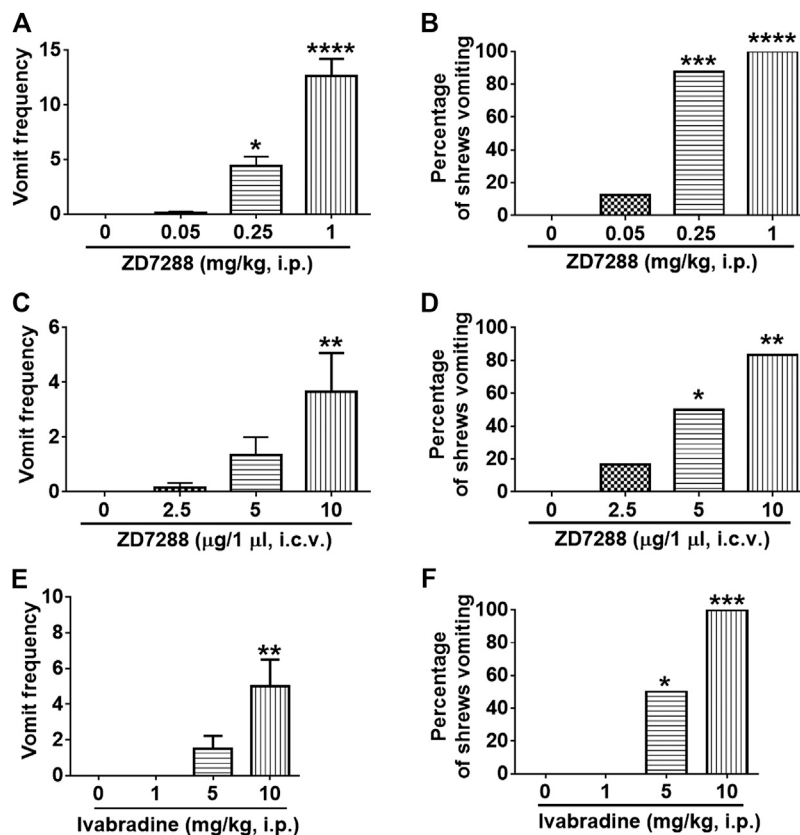 A
Vomit frequency
15
10
5
0
*
****
0 0.05 0.25 1
ZD7288 (mg/kg, i.p.)
B
Percentage
of shrews vomiting
100
80
60
40
20
0
***
****
0 0.05 0.25 1
ZD7288 (mg/kg, i.p.)
C
Vomit frequency
6
4
2
0
**
0 2.5 5 10
ZD7288 (μg/1 μl, i.c.v.)
D
Percentage
of shrews vomiting
100
80
60
40
20
0
*
**
0 2.5 5 10
ZD7288 (μg/1 μl, i.c.v.)
E
Vomit frequency
10
8
6
4
2
0
**
0 1 5 10
Ivabradine (mg/kg, i.p.)
F
Percentage
of shrews vomiting
100
80
60
40
20
0
*
***
0 1 5 10
Ivabradine (mg/kg, i.p.)